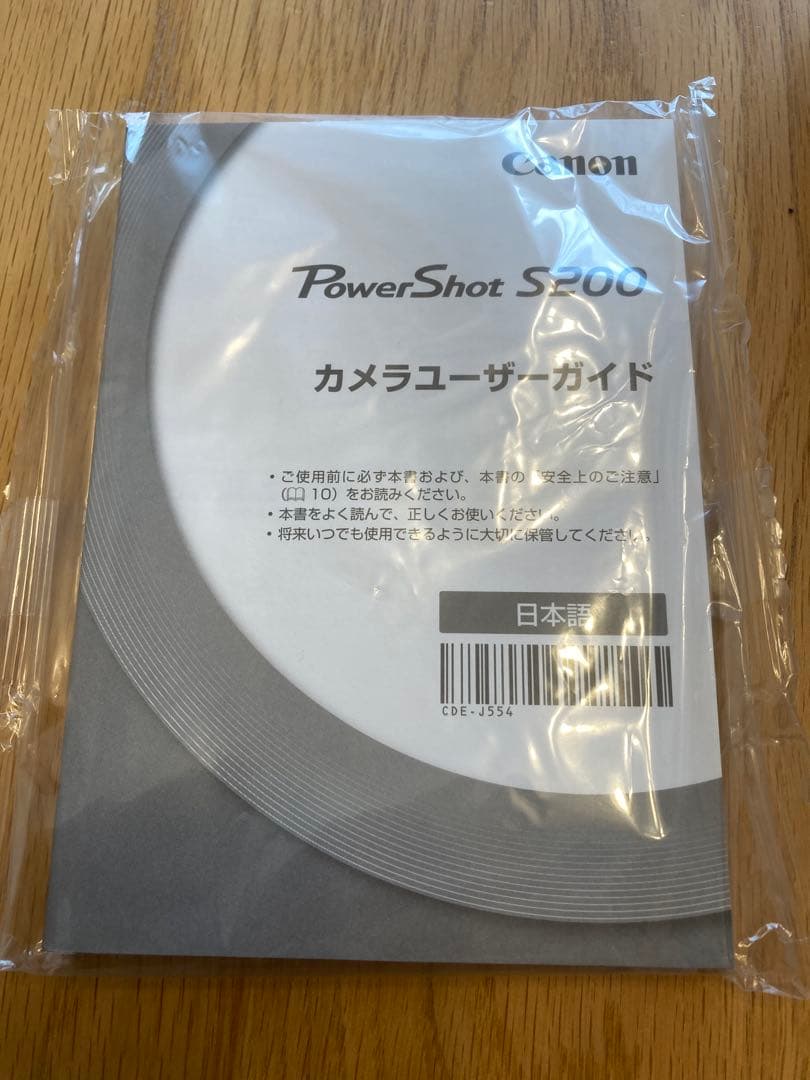 Canon
PowerShot S200
カメラユーザーガイド
・ご使用前に必ず本書および、本書の「安全上のご注意」
（📖 10）をお読みください。
・本書をよく読んで、正しくお使いください。
・将来いつでも使用できるように大切に保管してください。
日本語
CDE-J554